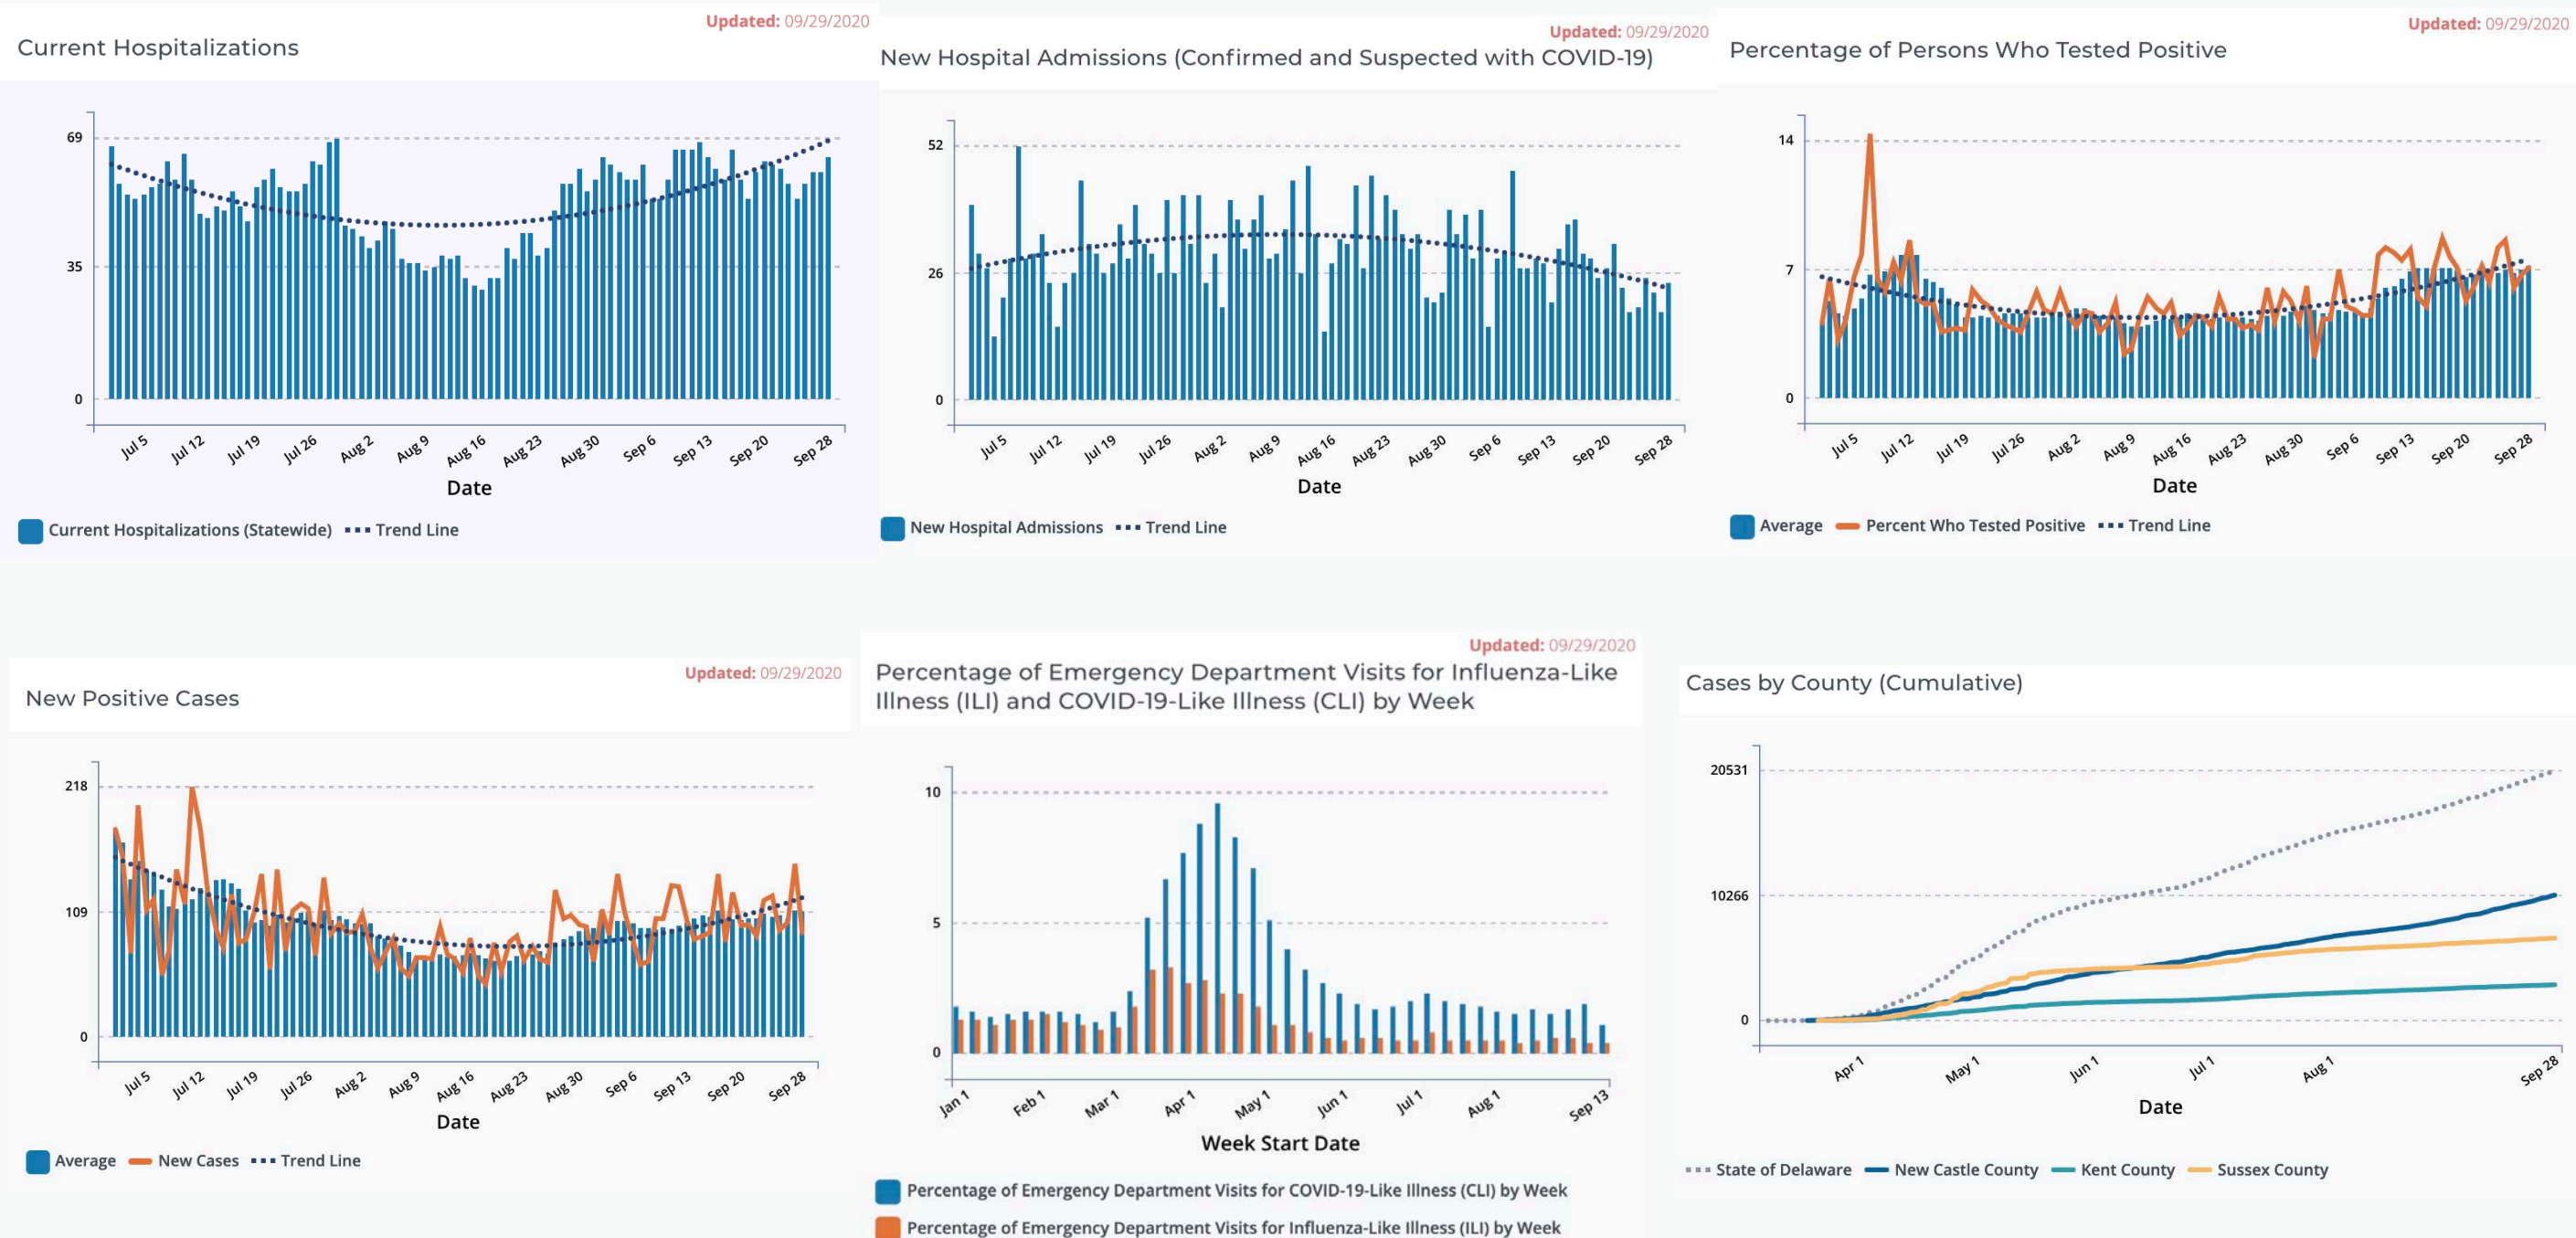 Updated: 09/29/2020
Current Hospitalizations
69
35
0
Jul 5
Jul 12
Jul 19
Jul 26
Aug 2
Aug 9
Aug 16
Aug 23
Aug 30
Sep 6
Sep 13
Sep 20
Sep 28
Date
Current Hospitalizations (Statewide)
Trend Line
Updated: 09/29/2020
New Hospital Admissions (Confirmed and Suspected with COVID-19)
52
26
0
Jul 5
Jul 12
Jul 19
Jul 26
Aug 2
Aug 9
Aug 16
Aug 23
Aug 30
Sep 6
Sep 13
Sep 20
Sep 28
Date
New Hospital Admissions
Trend Line
Updated: 09/29/2020
Percentage of Persons Who Tested Positive
14
7
0
Jul 5
Jul 12
Jul 19
Jul 26
Aug 2
Aug 9
Aug 16
Aug 23
Aug 30
Sep 6
Sep 13
Sep 20
Sep 28
Date
Average
Percent Who Tested Positive
Trend Line
Updated: 09/29/2020
New Positive Cases
218
109
0
Jul 5
Jul 12
Jul 19
Jul 26
Aug 2
Aug 9
Aug 16
Aug 23
Aug 30
Sep 6
Sep 13
Sep 20
Sep 28
Date
Average
New Cases
Trend Line
Updated: 09/29/2020
Percentage of Emergency Department Visits for Influenza-Like
Illness (ILI) and COVID-19-Like Illness (CLI) by Week
10
5
0
Jan 1
Feb 1
Mar 1
Apr 1
May 1
Jun 1
Jul 1
Aug 1
Sep 13
Week Start Date
Percentage of Emergency Department Visits for COVID-19-Like Illness (CLI) by Week
Percentage of Emergency Department Visits for Influenza-Like Illness (ILI) by Week
Cases by County (Cumulative)
20531
10266
0
Apr 1
May 1
Jun 1
Jul 1
Aug 1
Sep 28
Date
State of Delaware
New Castle County
Kent County
Sussex County